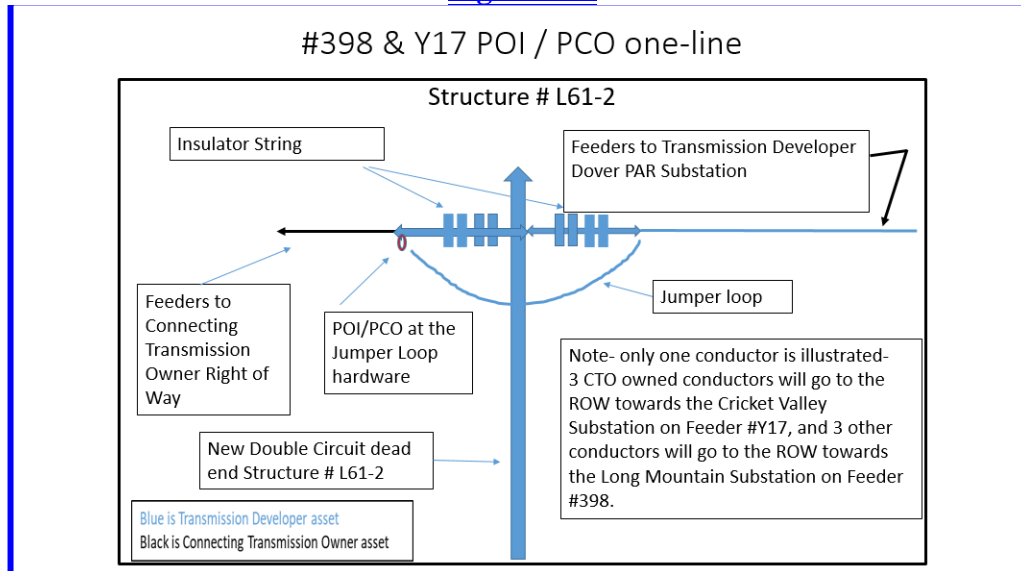 #398 & Y17 POI / PCO one-line
Structure # L61-2
Insulator String
Feeders to Transmission Developer
Dover PAR Substation
Feeders to
Connecting
Transmission
Owner Right of
Way
POI/PCO at the
Jumper Loop
hardware
Jumper loop
Note- only one conductor is illustrated-
3 CTO owned conductors will go to the
ROW towards the Cricket Valley
Substation on Feeder #Y17, and 3 other
conductors will go to the ROW towards
the Long Mountain Substation on Feeder
#398.
New Double Circuit dead
end Structure # L61-2
Blue is Transmission Developer asset
Black is Connecting Transmission Owner asset